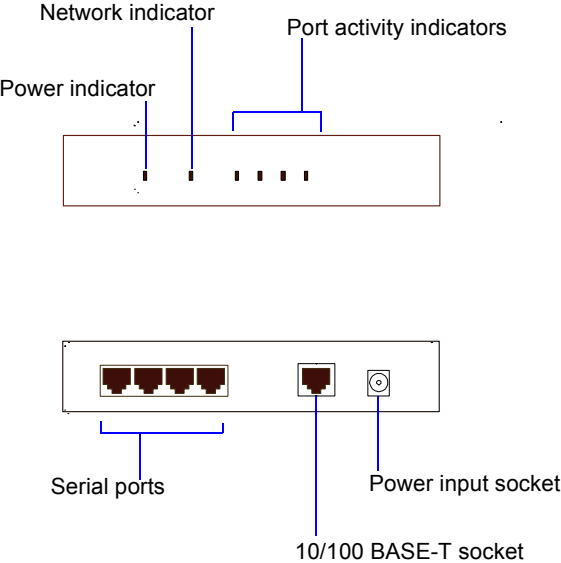 Network indicator
Port activity indicators
Power indicator
Serial ports
Power input socket
10/100 BASE-T socket